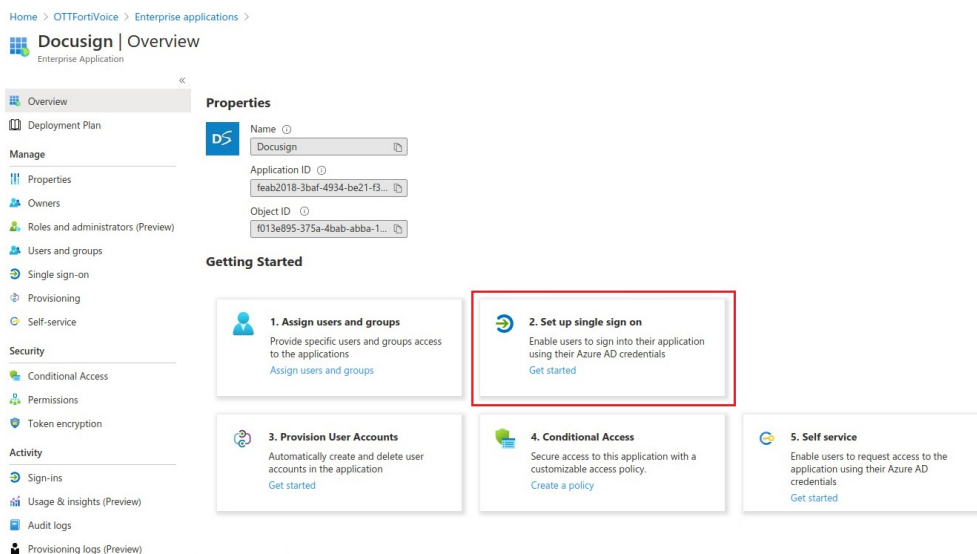 Home > OTTFortiVoice > Enterprise applications >
Docusign | Overview
Enterprise Application
«
Overview
Deployment Plan
Manage
Properties
Owners
Roles and administrators (Preview)
Users and groups
Single sign-on
Provisioning
Self-service
Security
Conditional Access
Permissions
Token encryption
Activity
Sign-ins
Usage & insights (Preview)
Audit logs
Provisioning logs (Preview)
Properties
DS
Name
Docusign
Application ID
feab2018-3baf-4934-be21-f3...
Object ID
f013e895-375a-4bab-abba-1...
Getting Started
1. Assign users and groups
Provide specific users and groups access
to the applications
Assign users and groups
2. Set up single sign on
Enable users to sign into their application
using their Azure AD credentials
Get started
3. Provision User Accounts
Automatically create and delete user
accounts in the application
Get started
4. Conditional Access
Secure access to this application with a
customizable access policy.
Create a policy
5. Self service
Enable users to request access to the
application using their Azure AD
credentials
Get started